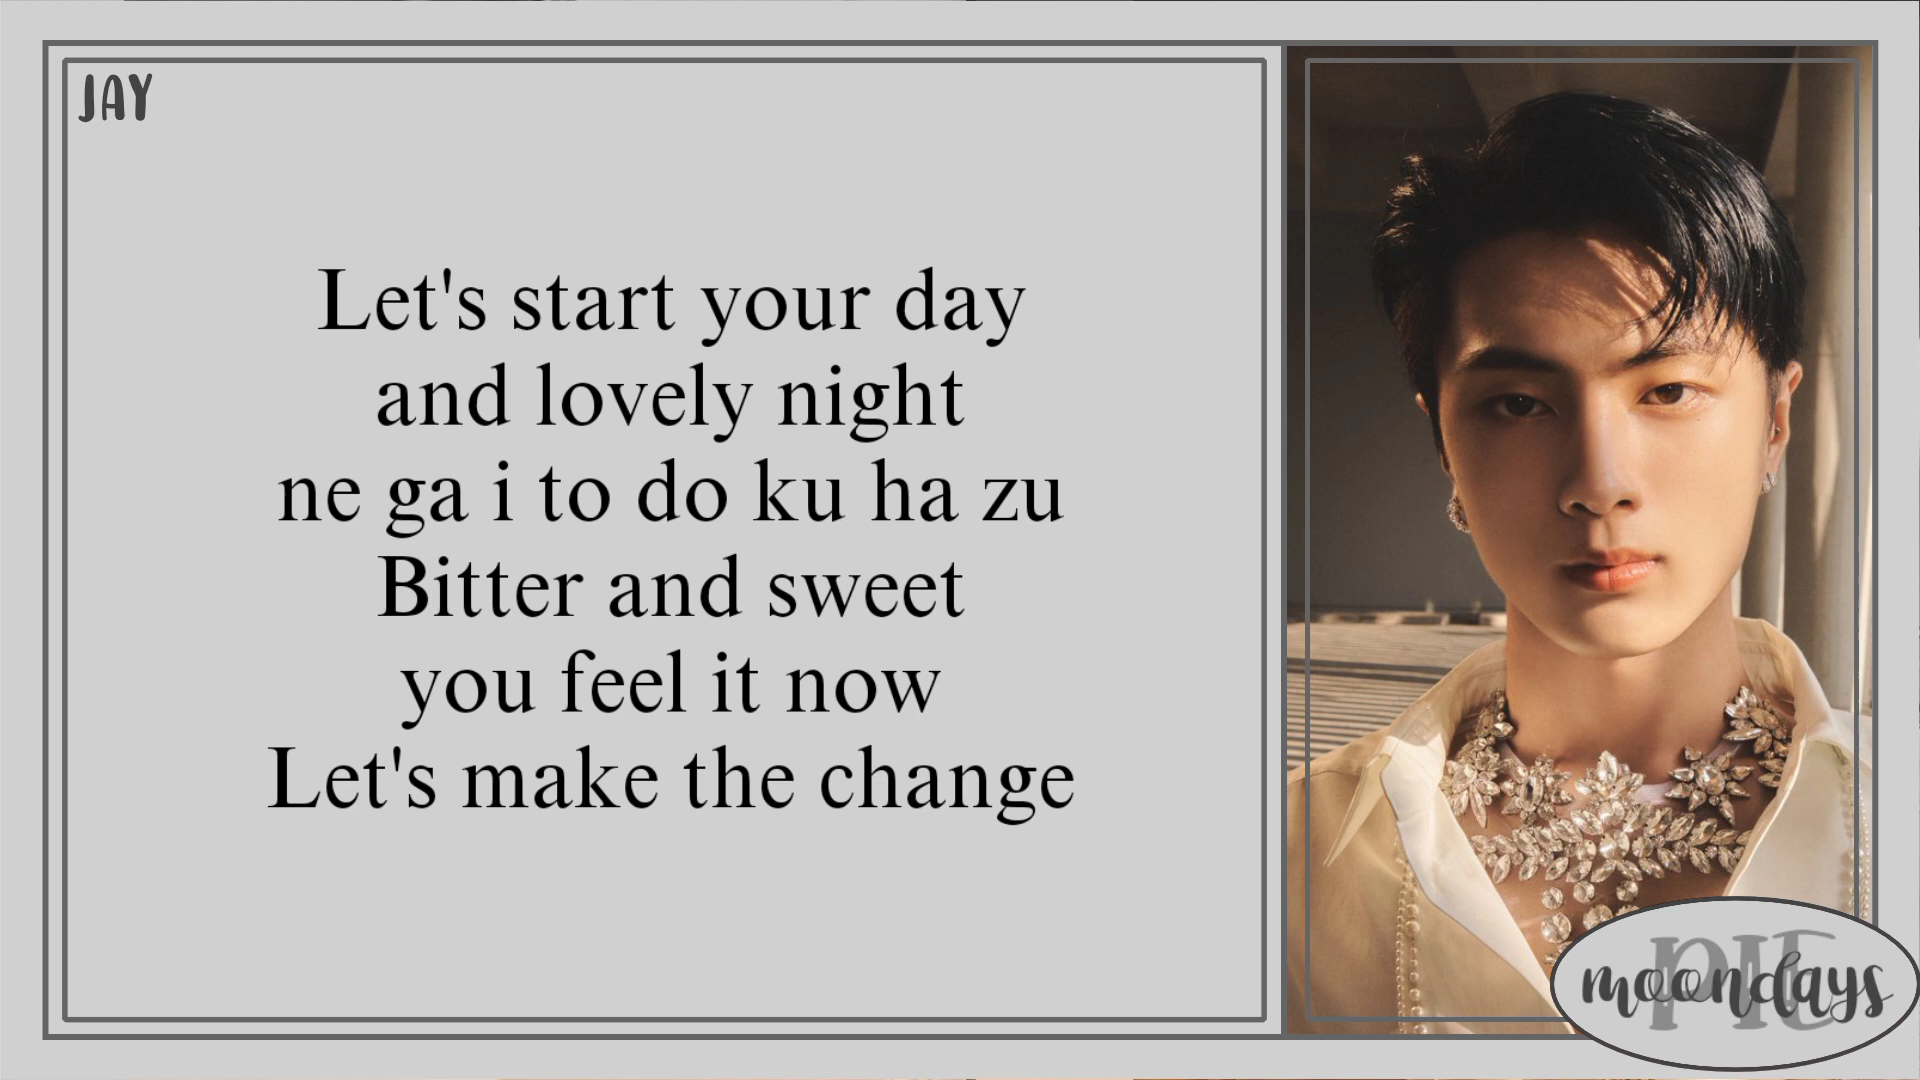 JAY
Let's start your day
and lovely night
ne ga i to do ku ha zu
Bitter and sweet
you feel it now
Let's make the change
PIE
moondays